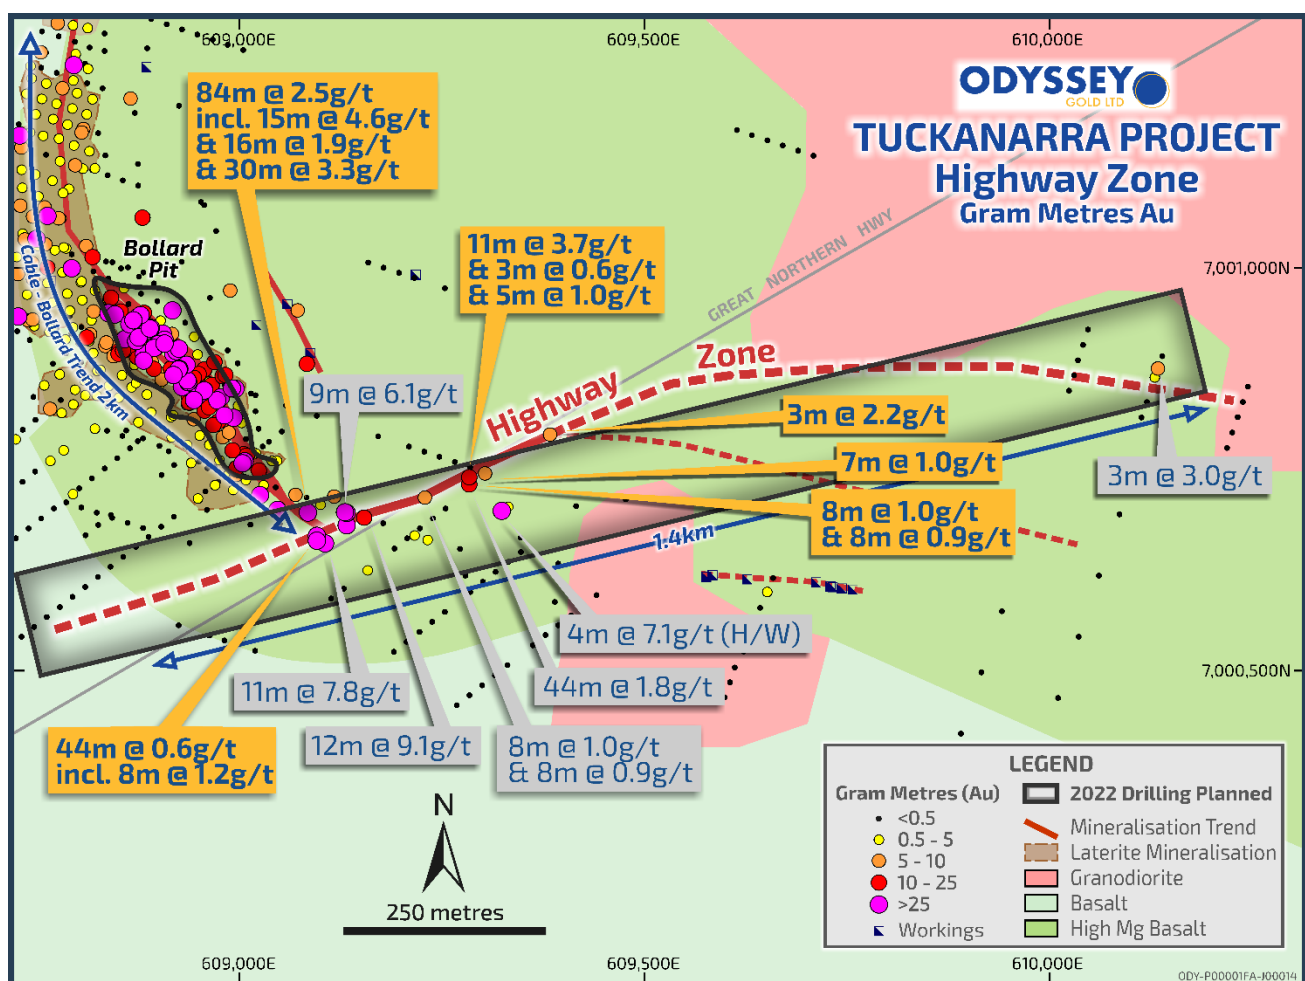 609,000E
609,500E
610,000E
ODYSSEY
GOLD LTD
TUCKANARRA PROJECT
Highway Zone
Gram Metres Au
84m @ 2.5g/t
incl. 15m @ 4.6g/t
& 16m @ 1.9g/t
& 30m @ 3.3g/t
Bollard
Pit
11m @ 3.7g/t
& 3m @ 0.6g/t
& 5m @ 1.0g/t
GREAT NORTHERN HWY
7,001,000N
Cable - Bollard Trend 2km
9m @ 6.1g/t
Highway Zone
3m @ 2.2g/t
7m @ 1.0g/t
3m @ 3.0g/t
8m @ 1.0g/t
& 8m @ 0.9g/t
1.4km
4m @ 7.1g/t (H/W)
7,000,500N
11m @ 7.8g/t
44m @ 1.8g/t
44m @ 0.6g/t
incl. 8m @ 1.2g/t
12m @ 9.1g/t
8m @ 1.0g/t
& 8m @ 0.9g/t
N
250 metres
LEGEND
Gram Metres (Au)
<0.5
0.5 - 5
5 - 10
10 - 25
>25
Workings
2022 Drilling Planned
Mineralisation Trend
Laterite Mineralisation
Granodiorite
Basalt
High Mg Basalt
609,000E
609,500E
610,000E
ODY-P00001FA-J00014